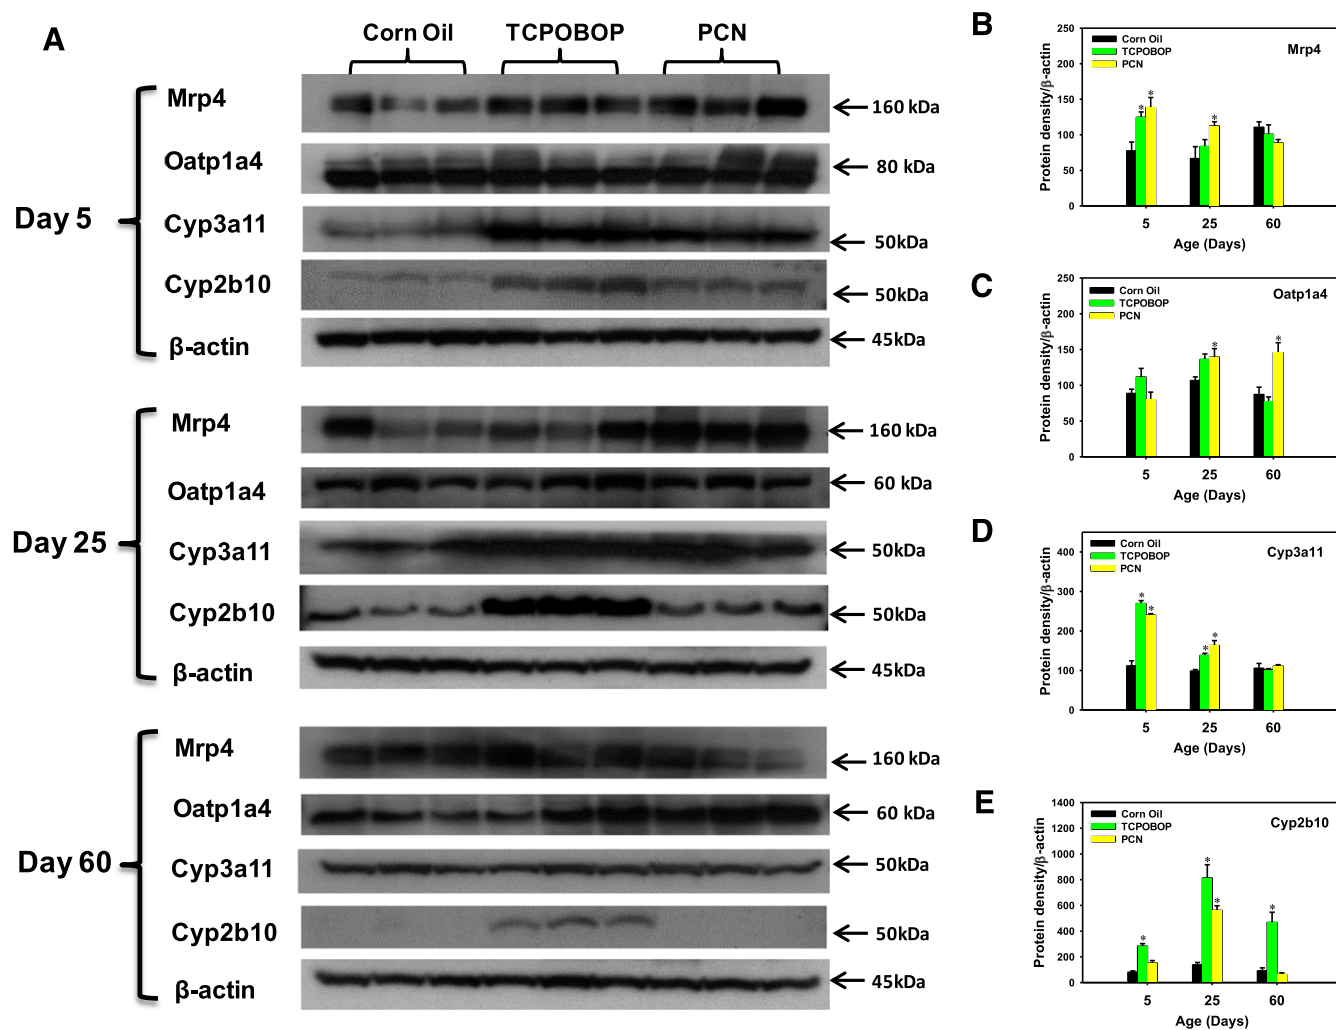 A
Corn Oil TCPOBOP PCN
Day 5
Mrp4
160 kDa
Oatp1a4
80 kDa
Cyp3a11
50kDa
Cyp2b10
50kDa
β-actin
45kDa
Day 25
Mrp4
160 kDa
Oatp1a4
60 kDa
Cyp3a11
50kDa
Cyp2b10
50kDa
β-actin
45kDa
Day 60
Mrp4
160 kDa
Oatp1a4
60 kDa
Cyp3a11
50kDa
Cyp2b10
50kDa
β-actin
45kDa
B
Mrp4
Corn Oil
TCPOBOP
PCN
Protein density/β-actin
250
200
150
100
50
0
* * *
5 25 60
Age (Days)
C
Oatp1a4
Corn Oil
TCPOBOP
PCN
Protein density/β-actin
250
200
150
100
50
0
* *
5 25 60
Age (Days)
D
Cyp3a11
Corn Oil
TCPOBOP
PCN
Protein density/β-actin
400
300
200
100
0
* * * *
5 25 60
Age (Days)
E
Cyp2b10
Corn Oil
TCPOBOP
PCN
Protein density/β-actin
1400
1200
1000
800
600
400
200
0
* * * *
5 25 60
Age (Days)